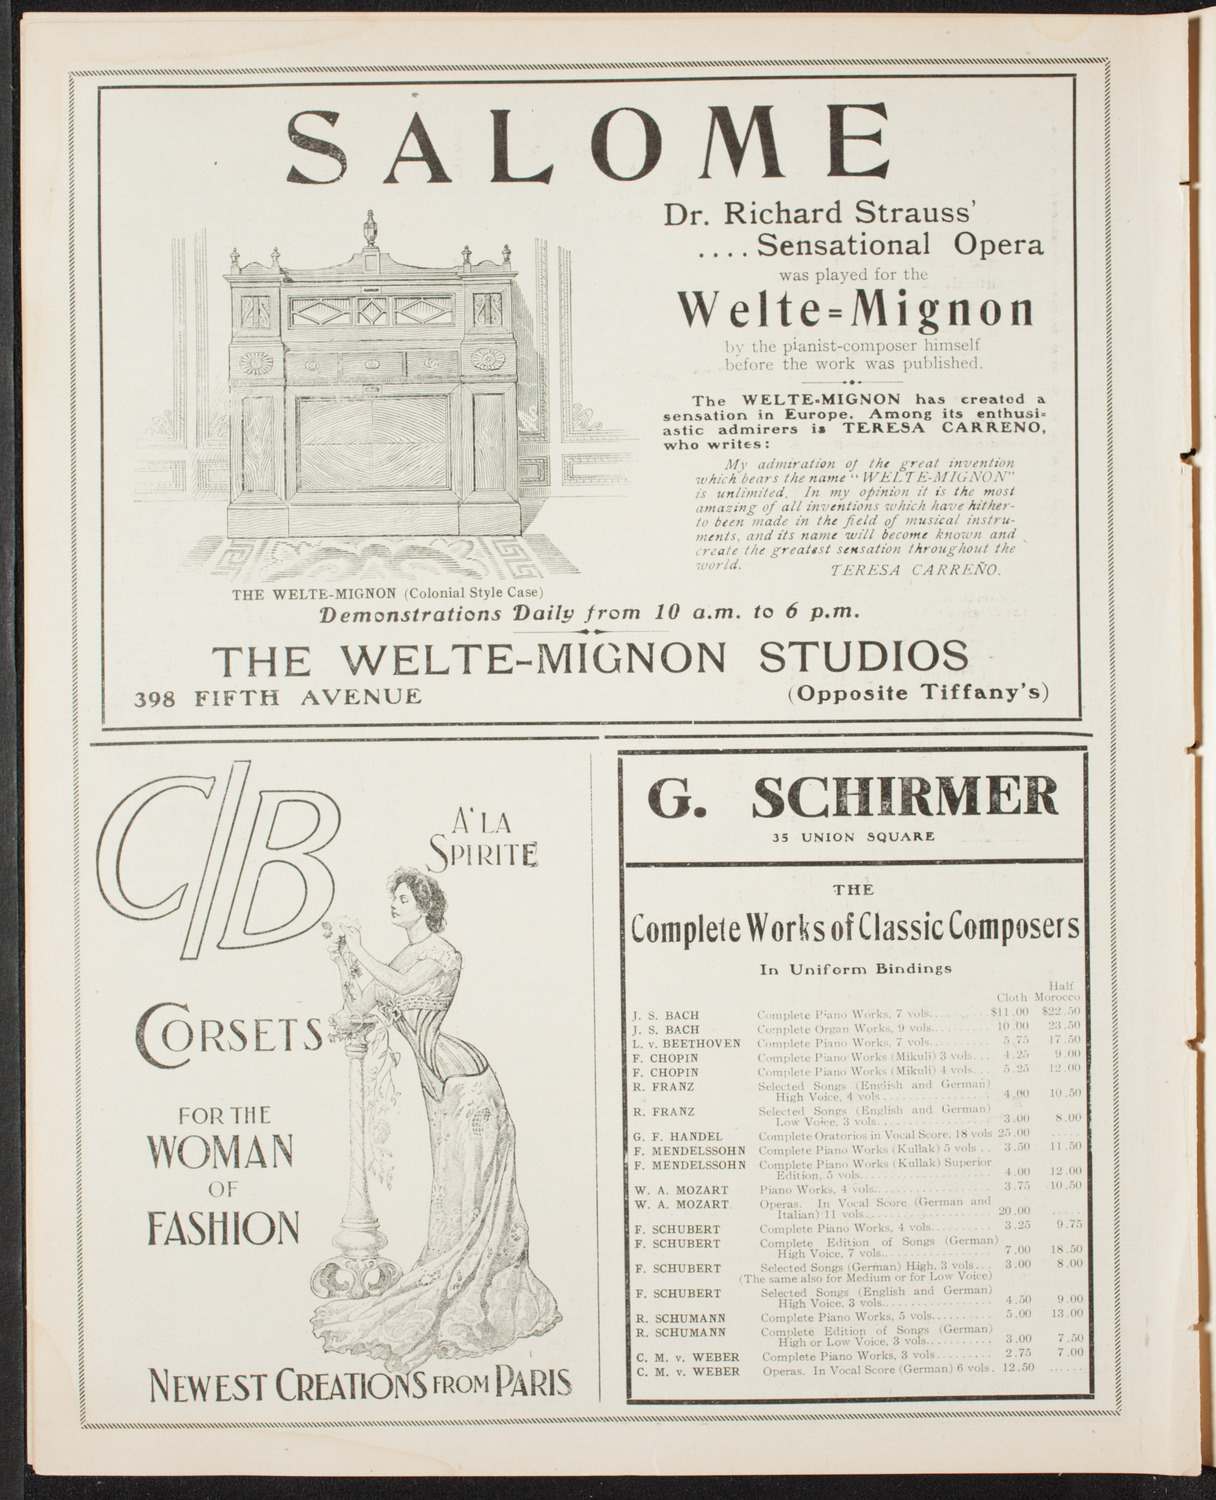 SALOME
Dr. Richard Strauss'
....Sensational Opera
was played for the
Welte=Mignon
by the pianist-composer himself
before the work was published.
The WELTE-MIGNON has created a
sensation in Europe. Among its enthusi-
astic admirers is TERESA CARRENO,
who writes:
My admiration of the great invention
which bears the name "WELTE-MIGNON"
is unlimited. In my opinion it is the most
amazing of all inventions which have hither-
to been made in the field of musical instru-
ments, and its name will become known and
create the greatest sensation throughout the
world. TERESA CARREÑO.
THE WELTE-MIGNON (Colonial Style Case)
Demonstrations Daily from 10 a.m. to 6 p.m.
THE WELTE-MIGNON STUDIOS
398 FIFTH AVENUE (Opposite Tiffany's)
C/B
A' LA
SPIRITE
CORSETS
FOR THE
WOMAN
OF
FASHION
NEWEST CREATIONS FROM PARIS
G. SCHIRMER
35 UNION SQUARE
THE
Complete Works of Classic Composers
In Uniform Bindings
Half
Cloth Morocco
J. S. BACH Complete Piano Works, 7 vols. $11.00 $22.50
J. S. BACH Complete Organ Works, 9 vols. 10.00 23.50
L. v. BEETHOVEN Complete Piano Works, 7 vols. 5.75 17.50
F. CHOPIN Complete Piano Works (Mikuli) 3 vols. 4.25 9.00
F. CHOPIN Complete Piano Works (Mikuli) 4 vols. 5.25 12.00
R. FRANZ Selected Songs (English and German)
High Voice, 4 vols. 4.00 10.50
R. FRANZ Selected Songs (English and German)
Low Voice, 3 vols. 3.00 8.00
G. F. HANDEL Complete Oratorios in Vocal Score, 18 vols 25.00 .....
F. MENDELSSOHN Complete Piano Works (Kullak) 5 vols. 3.50 11.50
F. MENDELSSOHN Complete Piano Works (Kullak) Superior
Edition, 5 vols. 4.00 12.00
W. A. MOZART Piano Works, 4 vols. 3.75 10.50
W. A. MOZART. Operas. In Vocal Score (German and
Italian) 11 vols. 20.00 .....
F. SCHUBERT Complete Piano Works, 4 vols. 3.25 9.75
F. SCHUBERT Complete Edition of Songs (German)
High Voice, 7 vols. 7.00 18.50
F. SCHUBERT Selected Songs (German) High, 3 vols. 3.00 8.00
(The same also for Medium or for Low Voice)
F. SCHUBERT Selected Songs (English and German)
High Voice, 3 vols. 4.50 9.00
R. SCHUMANN Complete Piano Works, 5 vols. 5.00 13.00
R. SCHUMANN Complete Edition of Songs (German)
High or Low Voice, 3 vols. 3.00 7.50
C. M. v. WEBER Complete Piano Works, 3 vols. 2.75 7.00
C. M. v. WEBER Operas. In Vocal Score (German) 6 vols. 12.50 ......